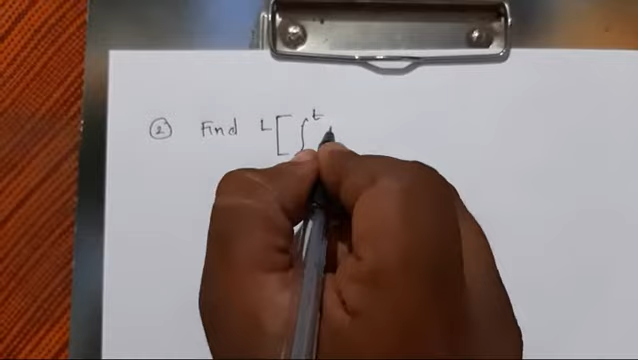 ② Find L[ ∫ t